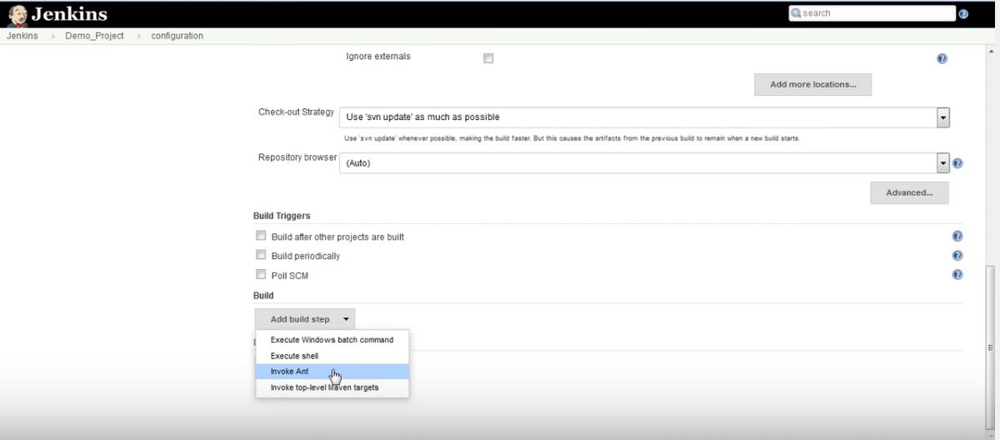 Jenkins
search
Jenkins Demo_Project configuration
Ignore externals
Add more locations...
Check-out Strategy Use 'svn update' as much as possible
Use 'svn update' whenever possible, making the build faster. But this causes the artifacts from the previous build to remain when a new build starts.
Repository browser (Auto)
Advanced...
Build Triggers
Build after other projects are built
Build periodically
Poll SCM
Build
Add build step
Execute Windows batch command
Execute shell
Invoke Ant
Invoke top-level Maven targets